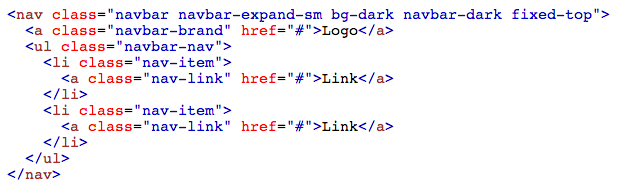 <nav class="navbar navbar-expand-sm bg-dark navbar-dark fixed-top">
  <a class="navbar-brand" href="#">Logo</a>
  <ul class="navbar-nav">
    <li class="nav-item">
      <a class="nav-link" href="#">Link</a>
    </li>
    <li class="nav-item">
      <a class="nav-link" href="#">Link</a>
    </li>
  </ul>
</nav>